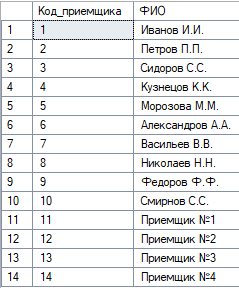 Код_приемщика ФИО
1 1 Иванов И.И.
2 2 Петров П.П.
3 3 Сидоров С.С.
4 4 Кузнецов К.К.
5 5 Морозова М.М.
6 6 Александров А.А.
7 7 Васильев В.В.
8 8 Николаев Н.Н.
9 9 Федоров Ф.Ф.
10 10 Смирнов С.С.
11 11 Приемщик №1
12 12 Приемщик №2
13 13 Приемщик №3
14 14 Приемщик №4